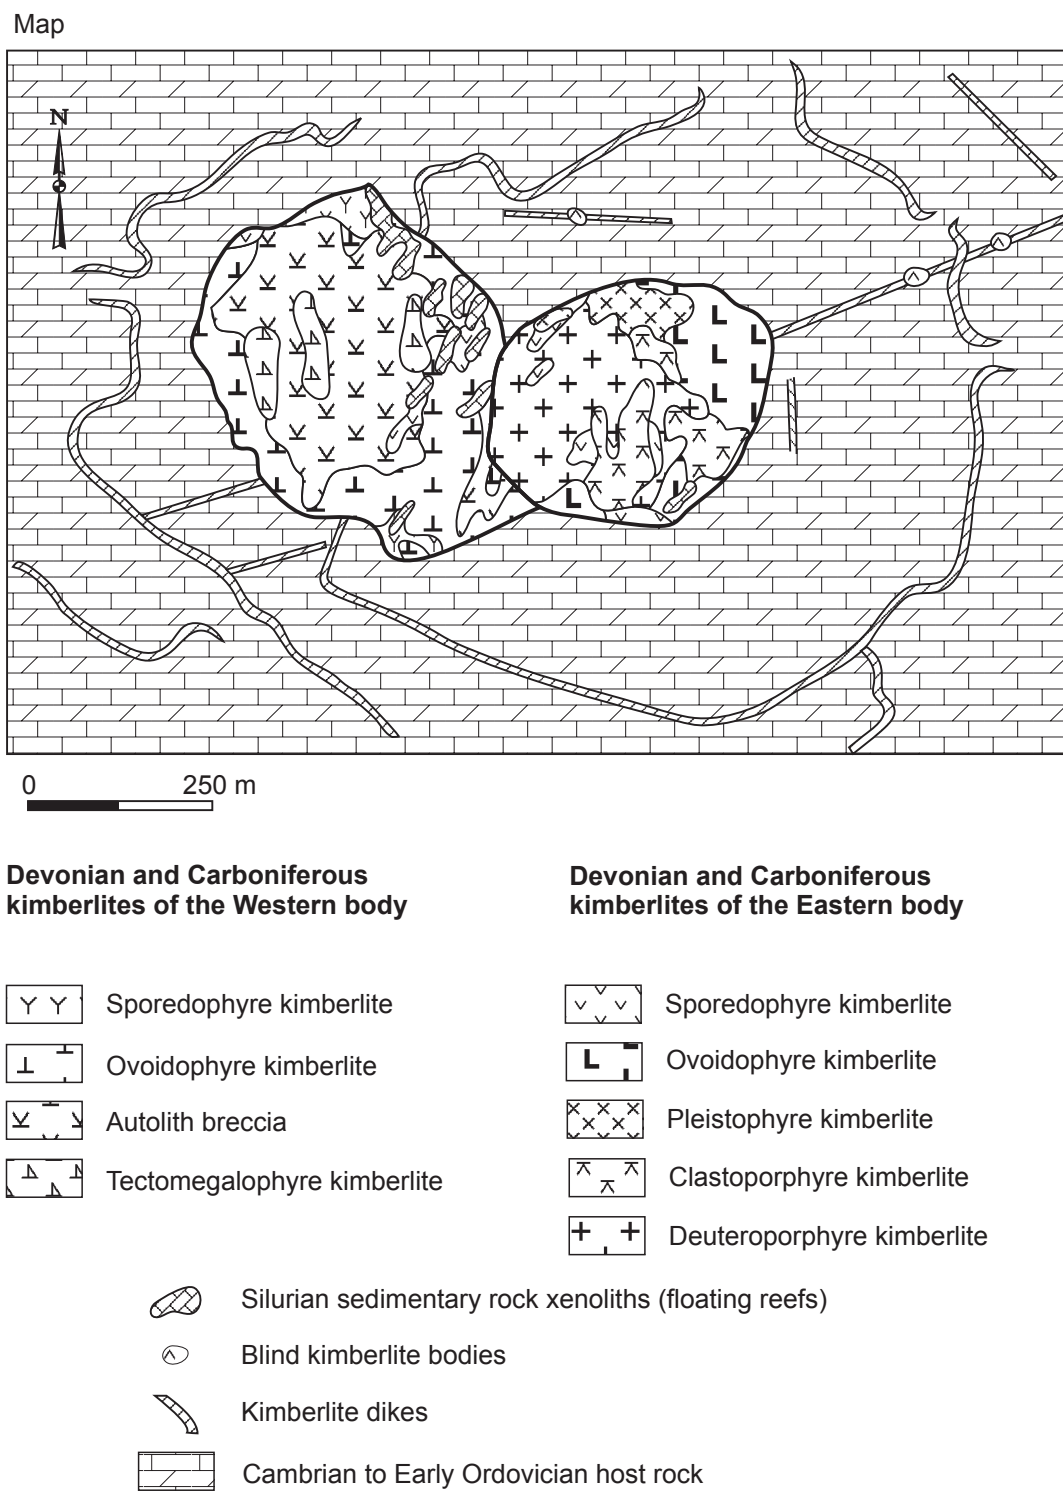 Map
N
0 250 m
Devonian and Carboniferous
kimberlites of the Western body
Sporedophyre kimberlite
Ovoidophyre kimberlite
Autolith breccia
Tectomegalophyre kimberlite
Devonian and Carboniferous
kimberlites of the Eastern body
Sporedophyre kimberlite
Ovoidophyre kimberlite
Pleistophyre kimberlite
Clastoporphyre kimberlite
Deuteroporphyre kimberlite
Silurian sedimentary rock xenoliths (floating reefs)
Blind kimberlite bodies
Kimberlite dikes
Cambrian to Early Ordovician host rock